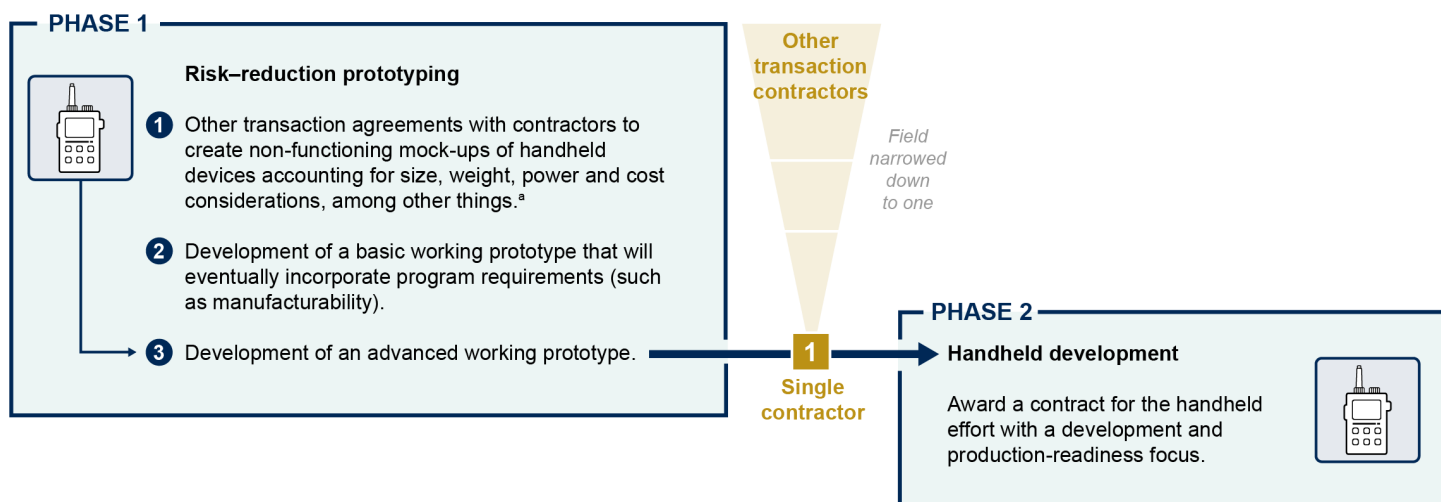 PHASE 1
Risk–reduction prototyping
1 Other transaction agreements with contractors to
create non-functioning mock-ups of handheld
devices accounting for size, weight, power and cost
considerations, among other things.ª
2 Development of a basic working prototype that will
eventually incorporate program requirements (such
as manufacturability).
3 Development of an advanced working prototype.
Other
transaction
contractors
Field
narrowed
down
to one
1
Single
contractor
PHASE 2
Handheld development
Award a contract for the handheld
effort with a development and
production-readiness focus.